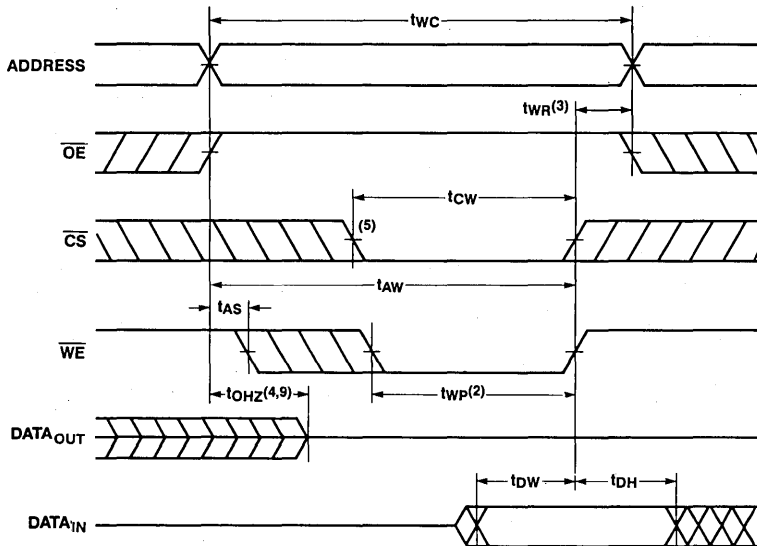 tWC
ADDRESS
tWR(3)
OE
tCW
CS
(5)
tAW
tAS
WE
tOHZ(4,9)
tWP(2)
DATAOUT
tDW
tDH
DATAIN